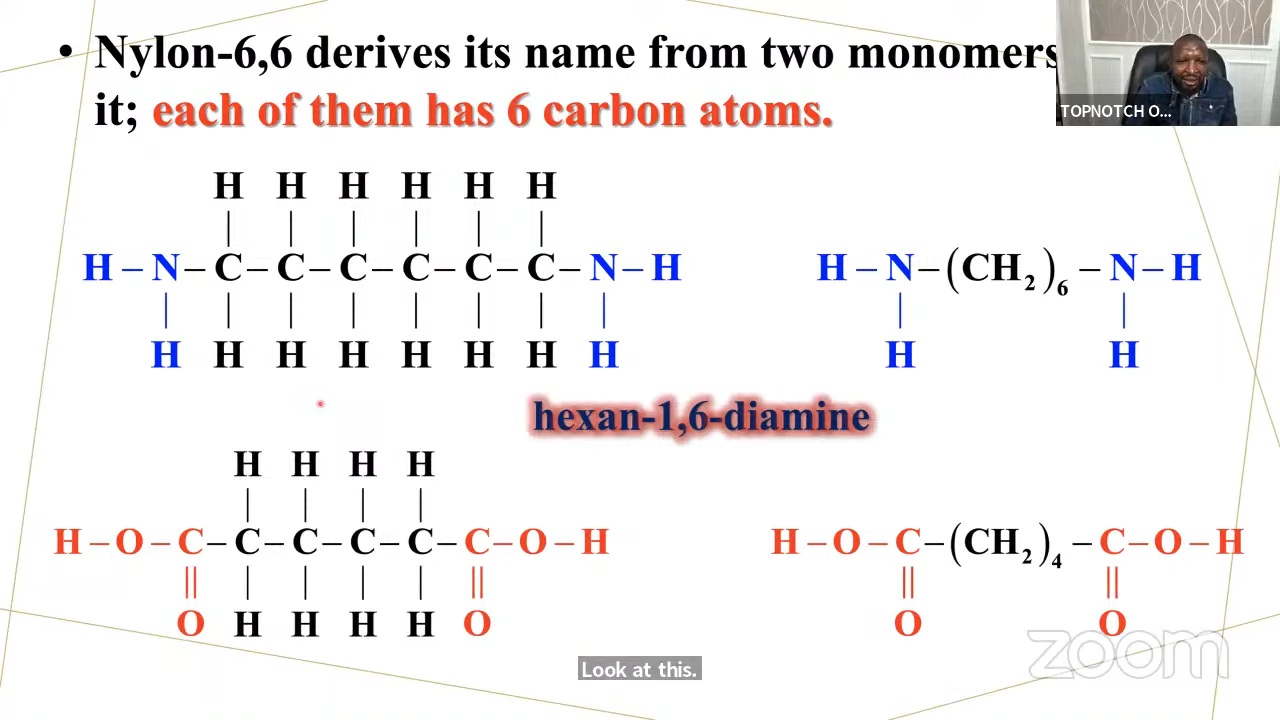 • Nylon-6,6 derives its name from two monomers
it; each of them has 6 carbon atoms.
TOPNOTCH O...
H H H H H H
| | | | | |
H – N – C – C – C – C – C – C – N – H
| | | | | | | |
H H H H H H H H
H – N – (CH₂)₆ – N – H
| |
H H
hexan-1,6-diamine
H H H H
| | | |
H – O – C – C – C – C – C – C – O – H
|| | | | | ||
O H H H H O
H – O – C – (CH₂)₄ – C – O – H
|| ||
O O
zoom
Look at this.